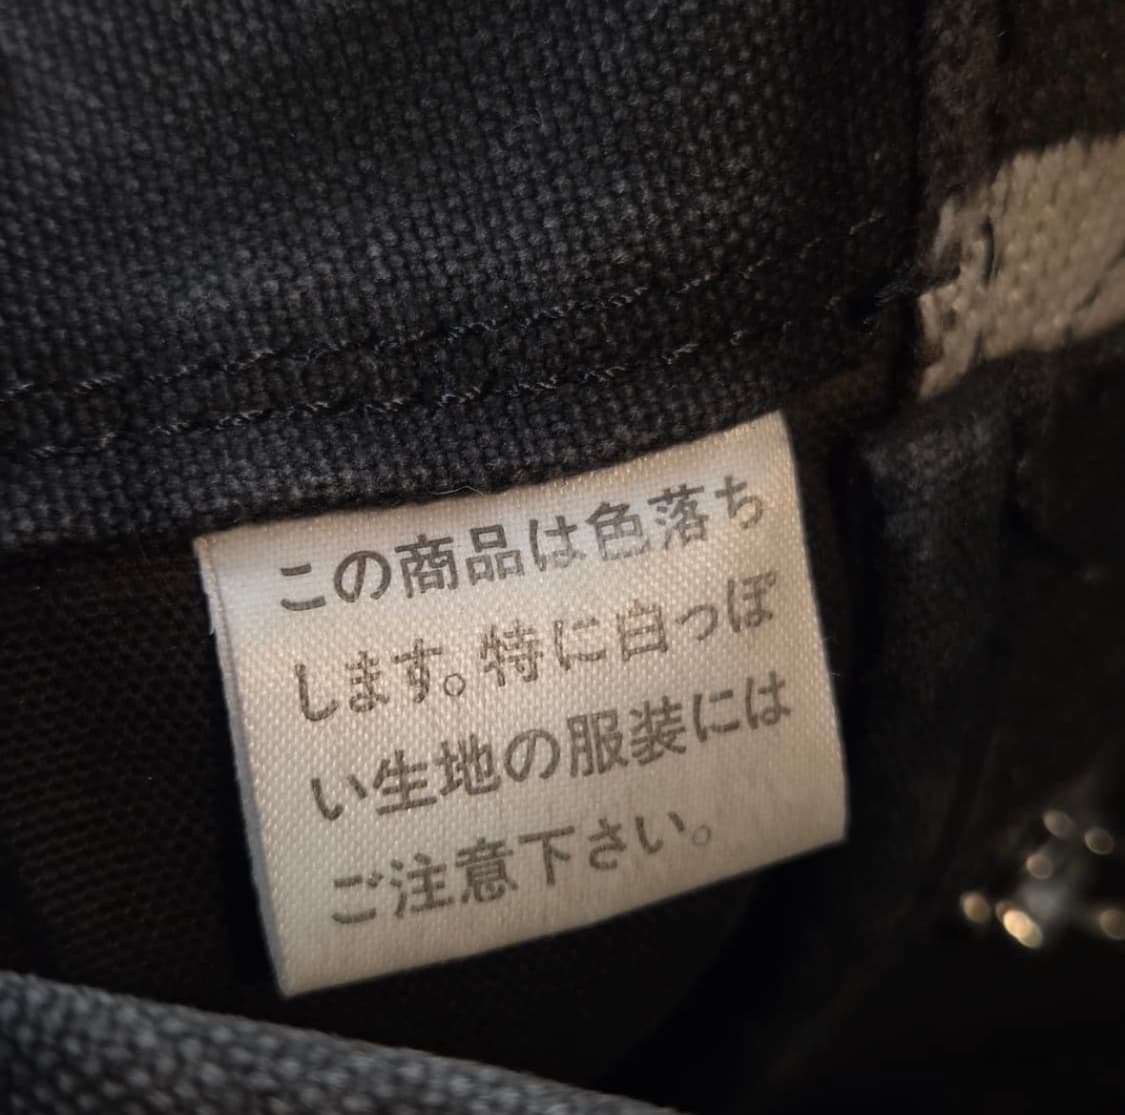 この商品は色落ち
します。特に白っぽ
い生地の服装には
ご注意下さい。